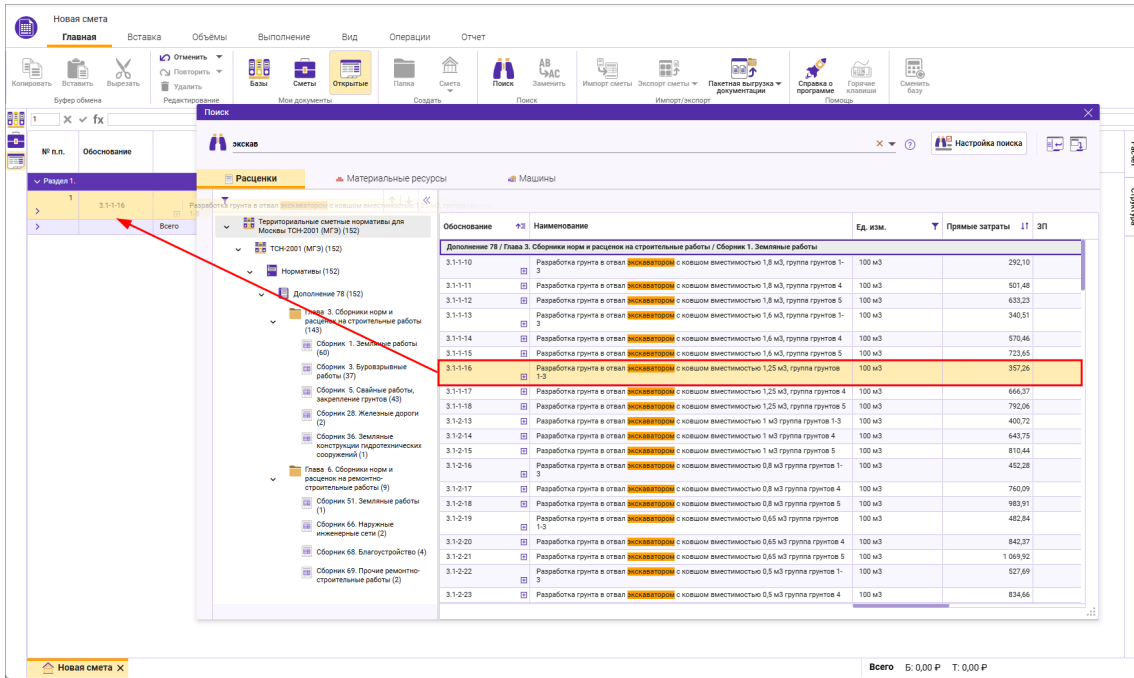 Новая смета
Главная Вставка Объёмы Выполнение Вид Операции Отчет
Копировать Вставить Вырезать
Отменить
Повторить
Удалить
Базы Сметы Открытые Папка Смета Поиск Заменить Импорт сметы Экспорт сметы Пакетная выгрузка документации Справка о программе Горячие клавиши Сменить базу
Буфер обмена Редактирование Мои документы Создать Поиск Импорт/экспорт Помощь
1 fx
Поиск
экскав
Настройка поиска
№ п.п. Обоснование
Раздел 1.
1 3.1-1-16
Всего
Расценки Материальные ресурсы Машины
Территориальные сметные нормативы для
Москвы ТСН-2001 (МГЭ) (152)
ТСН-2001 (МГЭ) (152)
Нормативы (152)
Дополнение 78 (152)
Глава 3. Сборники норм и
расценок на строительные работы
(143)
Сборник 1. Земляные работы
(60)
Сборник 3. Буровзрывные
работы (37)
Сборник 5. Свайные работы,
закрепление грунтов (43)
Сборник 28. Железные дороги
(2)
Сборник 36. Земляные
конструкции гидротехнических
сооружений (1)
Глава 6. Сборники норм и
расценок на ремонтно-
строительные работы (9)
Сборник 51. Земляные работы
(1)
Сборник 66. Наружные
инженерные сети (2)
Сборник 68. Благоустройство (4)
Сборник 69. Прочие ремонтно-
строительные работы (2)
Обоснование Наименование Ед. изм. Прямые затраты ЗП
Дополнение 78 / Глава 3. Сборники норм и расценок на строительные работы / Сборник 1. Земляные работы
3.1-1-10 Разработка грунта в отвал экскаватором с ковшом вместимостью 1,8 м3, группа грунтов 1- 100 м3 292,10
3
3.1-1-11 Разработка грунта в отвал экскаватором с ковшом вместимостью 1,8 м3, группа грунтов 4 100 м3 501,48
3.1-1-12 Разработка грунта в отвал экскаватором с ковшом вместимостью 1,8 м3, группа грунтов 5 100 м3 633,23
3.1-1-13 Разработка грунта в отвал экскаватором с ковшом вместимостью 1,6 м3, группа грунтов 1- 100 м3 340,51
3
3.1-1-14 Разработка грунта в отвал экскаватором с ковшом вместимостью 1,6 м3, группа грунтов 4 100 м3 570,46
3.1-1-15 Разработка грунта в отвал экскаватором с ковшом вместимостью 1,6 м3, группа грунтов 5 100 м3 723,65
3.1-1-16 Разработка грунта в отвал экскаватором с ковшом вместимостью 1,25 м3, группа грунтов 100 м3 357,26
1-3
3.1-1-17 Разработка грунта в отвал экскаватором с ковшом вместимостью 1,25 м3, группа грунтов 4 100 м3 666,37
3.1-1-18 Разработка грунта в отвал экскаватором с ковшом вместимостью 1,25 м3, группа грунтов 5 100 м3 792,06
3.1-2-13 Разработка грунта в отвал экскаватором с ковшом вместимостью 1 м3 группа грунтов 1-3 100 м3 400,72
3.1-2-14 Разработка грунта в отвал экскаватором с ковшом вместимостью 1 м3 группа грунтов 4 100 м3 643,75
3.1-2-15 Разработка грунта в отвал экскаватором с ковшом вместимостью 1 м3 группа грунтов 5 100 м3 810,44
3.1-2-16 Разработка грунта в отвал экскаватором с ковшом вместимостью 0,8 м3 группа грунтов 1- 100 м3 452,28
3
3.1-2-17 Разработка грунта в отвал экскаватором с ковшом вместимостью 0,8 м3 группа грунтов 4 100 м3 760,09
3.1-2-18 Разработка грунта в отвал экскаватором с ковшом вместимостью 0,8 м3 группа грунтов 5 100 м3 983,91
3.1-2-19 Разработка грунта в отвал экскаватором с ковшом вместимостью 0,65 м3 группа грунтов 100 м3 482,84
1-3
3.1-2-20 Разработка грунта в отвал экскаватором с ковшом вместимостью 0,65 м3 группа грунтов 4 100 м3 842,37
3.1-2-21 Разработка грунта в отвал экскаватором с ковшом вместимостью 0,65 м3 группа грунтов 5 100 м3 1 069,92
3.1-2-22 Разработка грунта в отвал экскаватором с ковшом вместимостью 0,5 м3 группа грунтов 1- 100 м3 527,69
3
3.1-2-23 Разработка грунта в отвал экскаватором с ковшом вместимостью 0,5 м3 группа грунтов 4 100 м3 834,66
Новая смета Всего Б: 0,00 ₽ Т: 0,00 ₽